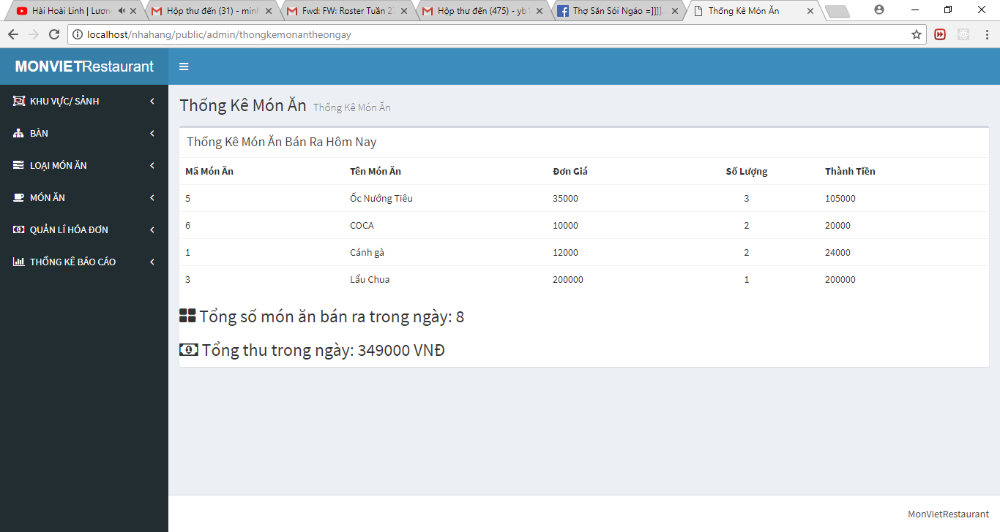 Hài Hoài Linh | Lươn
Hộp thư đến (31) - minh
Fwd: FW: Roster Tuần 2
Hộp thư đến (475) - yb1
Thợ Săn Sói Ngáo =]]]]
Thống Kê Món Ăn
localhost/nhahang/public/admin/thongkemonantheongay
MONVIETRestaurant
KHU VỰC/ SẢNH
BÀN
LOẠI MÓN ĂN
MÓN ĂN
QUẢN LÍ HÓA ĐƠN
THỐNG KÊ BÁO CÁO
Thống Kê Món Ăn Thống Kê Món Ăn
Thống Kê Món Ăn Bán Ra Hôm Nay
Mã Món Ăn Tên Món Ăn Đơn Giá Số Lượng Thành Tiền
5 Ốc Nướng Tiêu 35000 3 105000
6 COCA 10000 2 20000
1 Cánh gà 12000 2 24000
3 Lẩu Chua 200000 1 200000
Tổng số món ăn bán ra trong ngày: 8
Tổng thu trong ngày: 349000 VNĐ
MonVietRestaurant